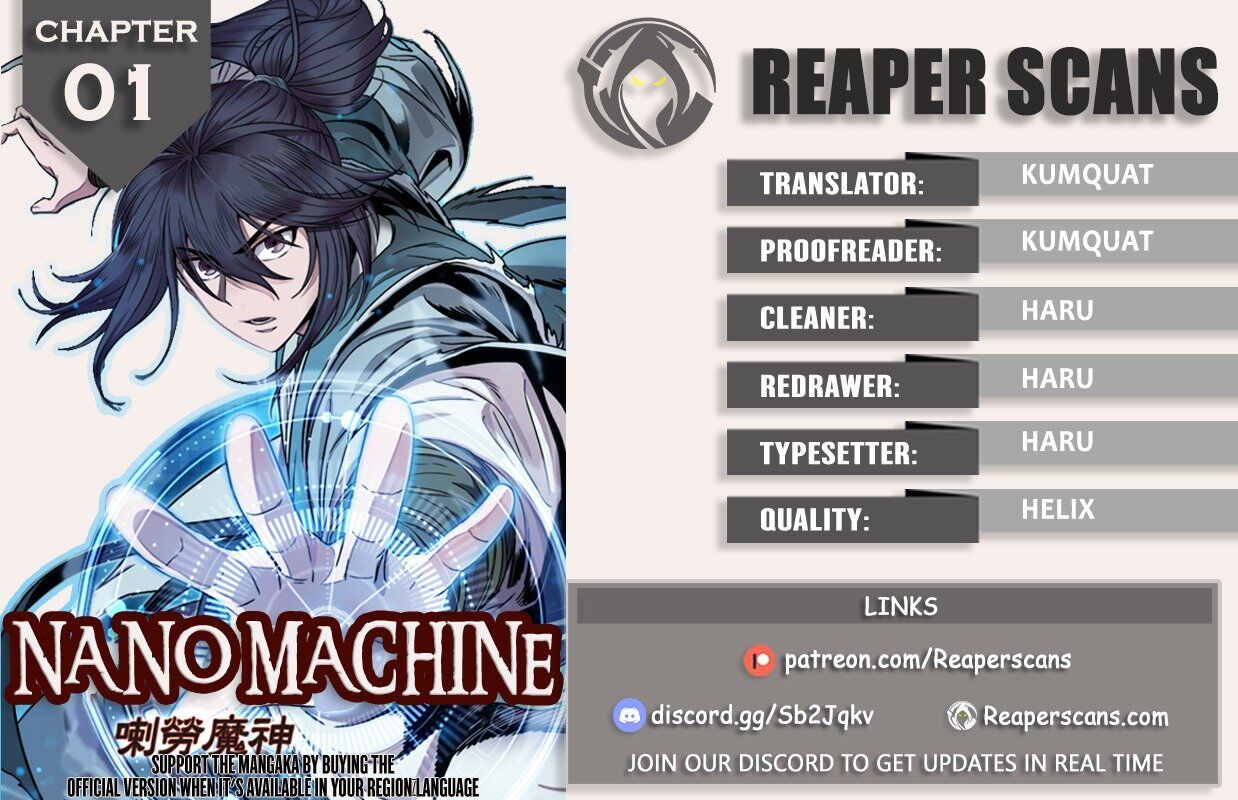 CHAPTER
01
NANO MACHINE
喇勞魔神
SUPPORT THE MANGAKA BY BUYING THE
OFFICIAL VERSION WHEN IT'S AVAILABLE IN YOUR REGION/LANGUAGE
REAPER SCANS
TRANSLATOR: KUMQUAT
PROOFREADER: KUMQUAT
CLEANER: HARU
REDRAWER: HARU
TYPESETTER: HARU
QUALITY: HELIX
LINKS
patreon.com/Reaperscans
discord.gg/Sb2Jqkv Reaperscans.com
JOIN OUR DISCORD TO GET UPDATES IN REAL TIME